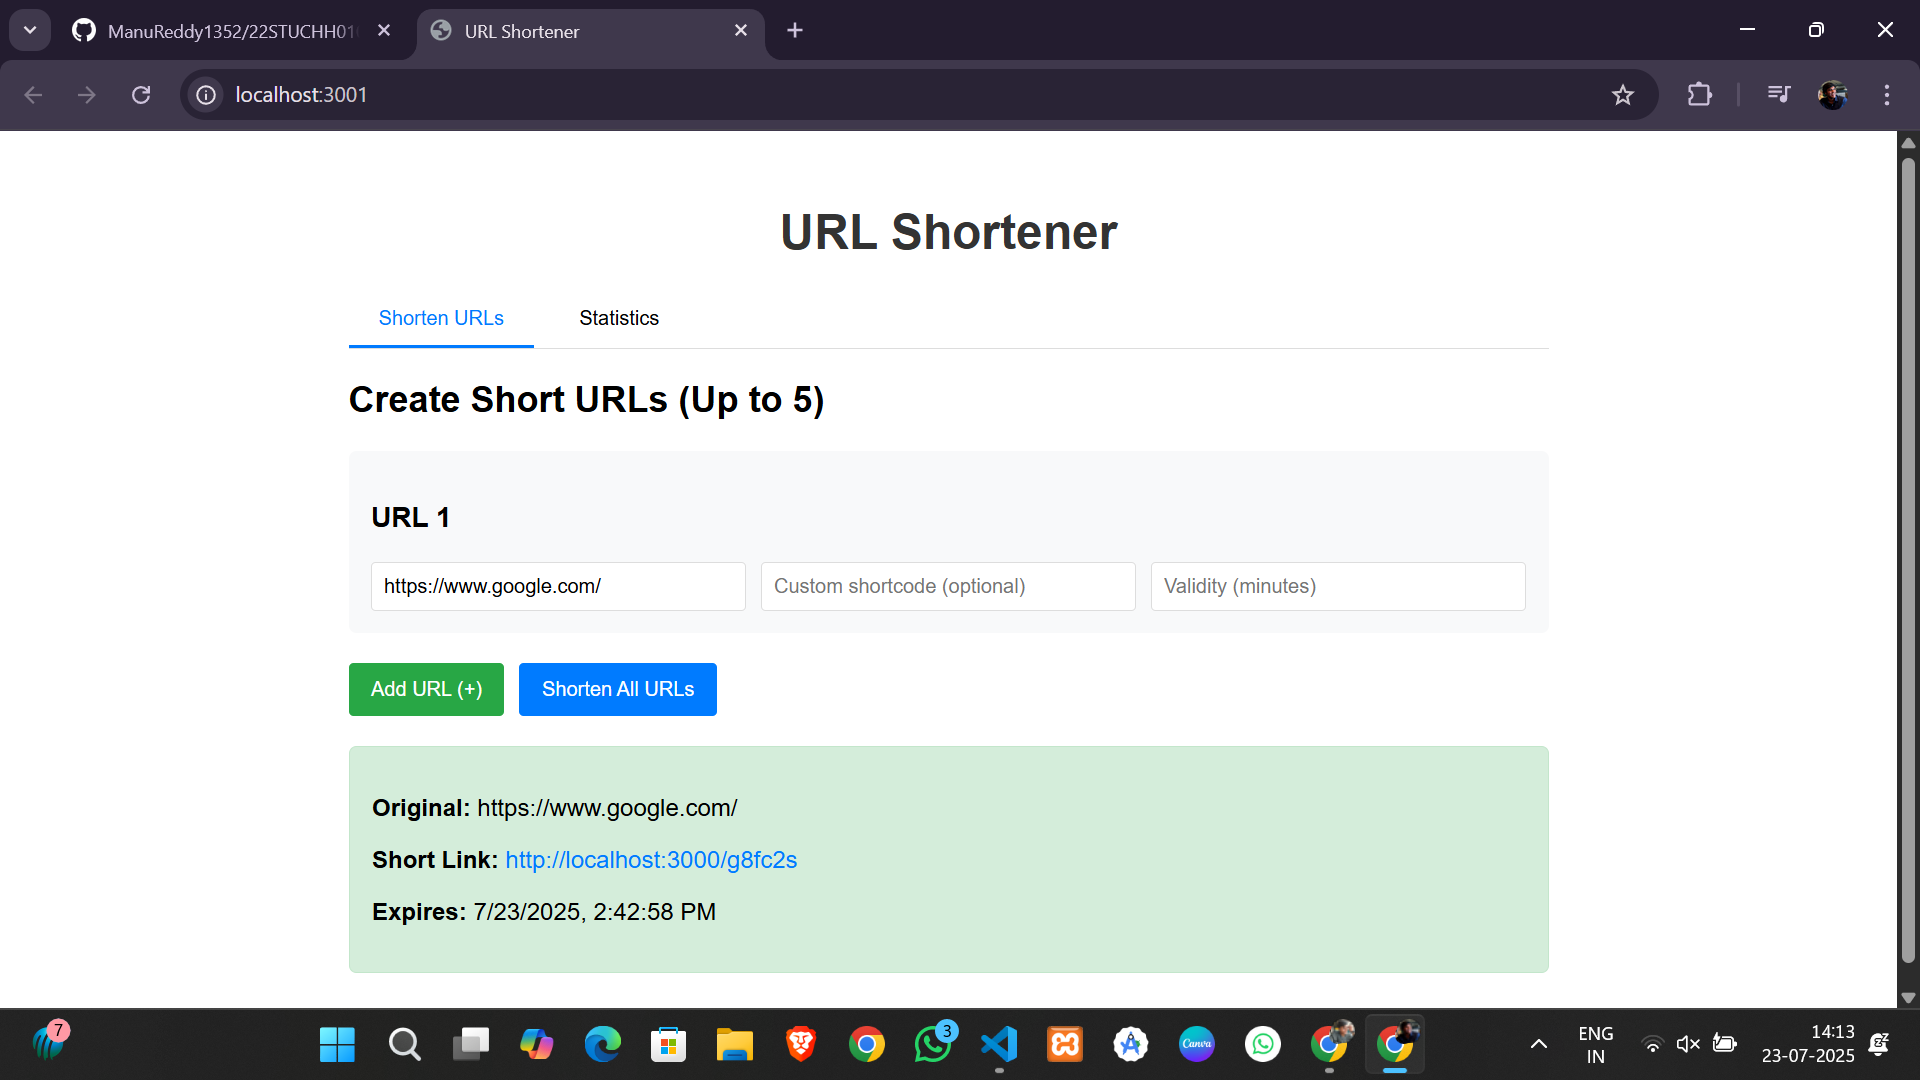 ManuReddy1352/22STUCHH01
URL Shortener
localhost:3001
URL Shortener
Shorten URLs
Statistics
Create Short URLs (Up to 5)
URL 1
https://www.google.com/
Custom shortcode (optional)
Validity (minutes)
Add URL (+)
Shorten All URLs
Original: https://www.google.com/
Short Link: http://localhost:3000/g8fc2s
Expires: 7/23/2025, 2:42:58 PM
7
3
Canva
ENG
IN
14:13
23-07-2025